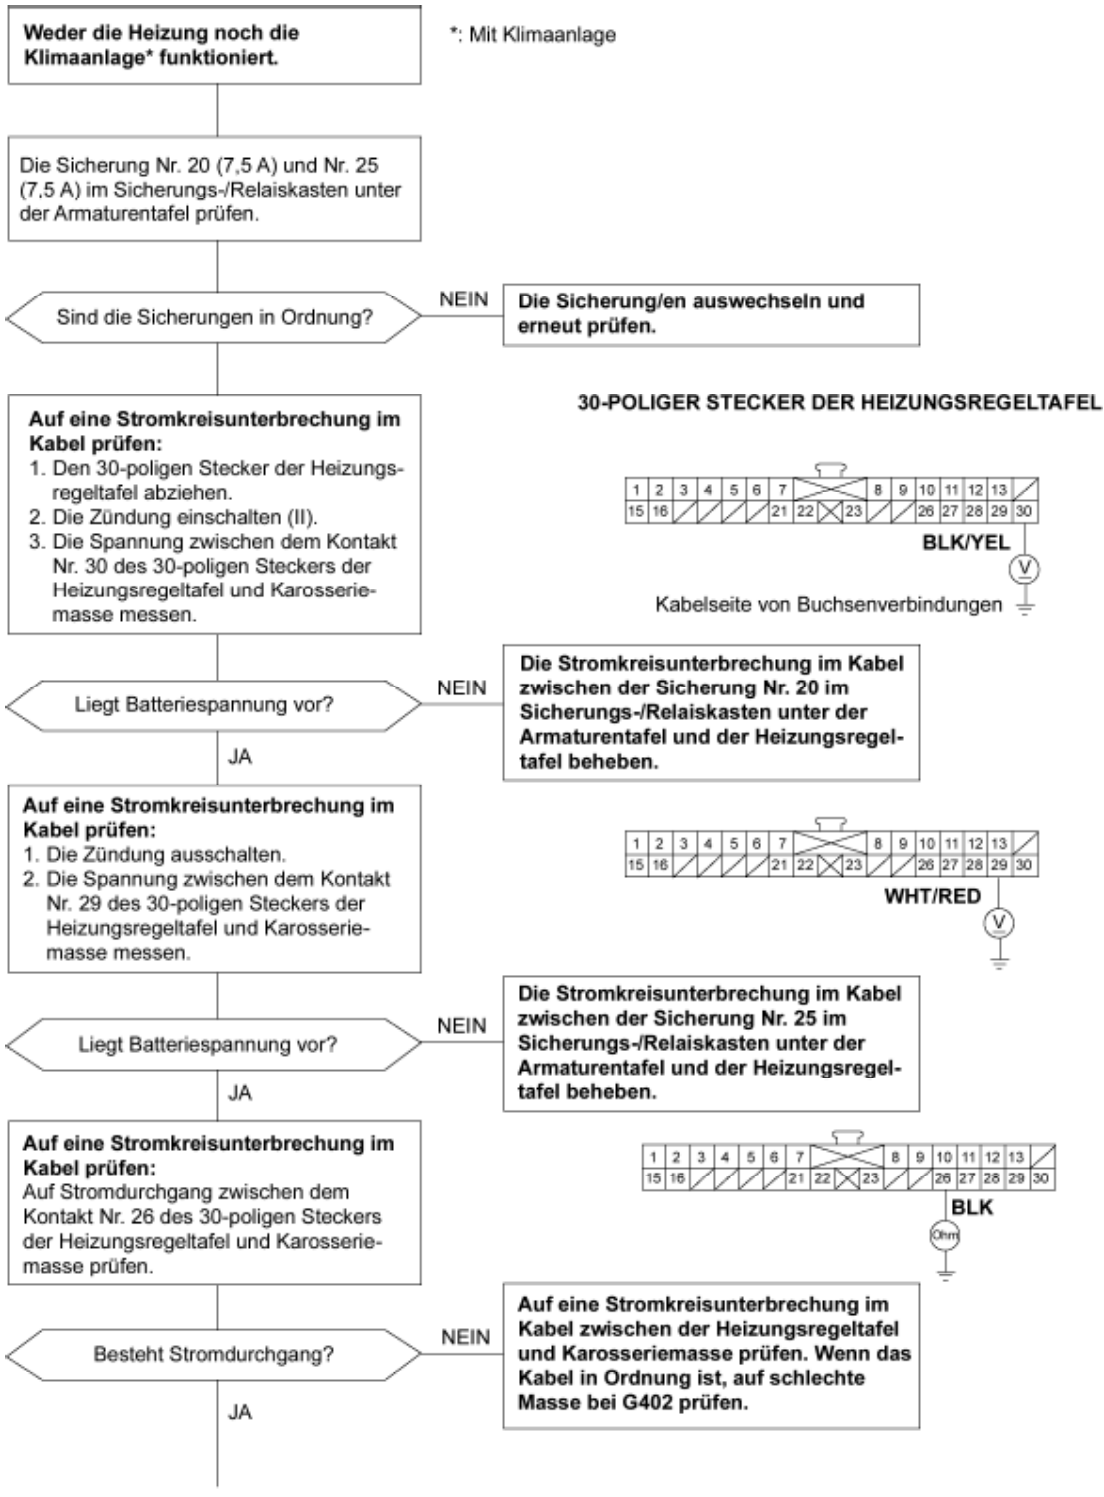 Weder die Heizung noch die
Klimaanlage* funktioniert.
*: Mit Klimaanlage
Die Sicherung Nr. 20 (7,5 A) und Nr. 25
(7,5 A) im Sicherungs-/Relaiskasten unter
der Armaturentafel prüfen.
Sind die Sicherungen in Ordnung?
NEIN
Die Sicherung/en auswechseln und
erneut prüfen.
Auf eine Stromkreisunterbrechung im
Kabel prüfen:
1. Den 30-poligen Stecker der Heizungs-
regeltafel abziehen.
2. Die Zündung einschalten (II).
3. Die Spannung zwischen dem Kontakt
Nr. 30 des 30-poligen Steckers der
Heizungsregeltafel und Karosserie-
masse messen.
30-POLIGER STECKER DER HEIZUNGSREGELTAFEL
1 2 3 4 5 6 7 8 9 10 11 12 13
15 16 21 22 23 26 27 28 29 30
BLK/YEL
V
Kabelseite von Buchsenverbindungen
Liegt Batteriespannung vor?
NEIN
Die Stromkreisunterbrechung im Kabel
zwischen der Sicherung Nr. 20 im
Sicherungs-/Relaiskasten unter der
Armaturentafel und der Heizungsregel-
tafel beheben.
JA
Auf eine Stromkreisunterbrechung im
Kabel prüfen:
1. Die Zündung ausschalten.
2. Die Spannung zwischen dem Kontakt
Nr. 29 des 30-poligen Steckers der
Heizungsregeltafel und Karosserie-
masse messen.
1 2 3 4 5 6 7 8 9 10 11 12 13
15 16 21 22 23 26 27 28 29 30
WHT/RED
V
Liegt Batteriespannung vor?
NEIN
Die Stromkreisunterbrechung im Kabel
zwischen der Sicherung Nr. 25 im
Sicherungs-/Relaiskasten unter der
Armaturentafel und der Heizungsregel-
tafel beheben.
JA
Auf eine Stromkreisunterbrechung im
Kabel prüfen:
Auf Stromdurchgang zwischen dem
Kontakt Nr. 26 des 30-poligen Steckers
der Heizungsregeltafel und Karosserie-
masse prüfen.
1 2 3 4 5 6 7 8 9 10 11 12 13
15 16 21 22 23 26 27 28 29 30
BLK
Ohm
Besteht Stromdurchgang?
NEIN
Auf eine Stromkreisunterbrechung im
Kabel zwischen der Heizungsregeltafel
und Karosseriemasse prüfen. Wenn das
Kabel in Ordnung ist, auf schlechte
Masse bei G402 prüfen.
JA